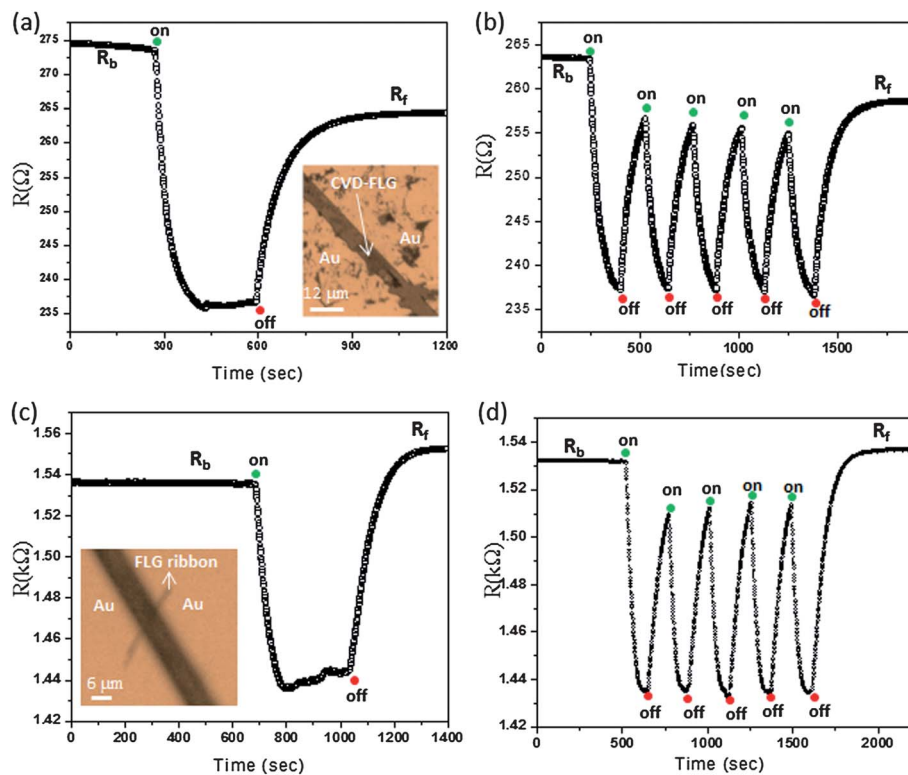 (a)
on
275
R_b
270
265
R_f
260
255
R(Ω)
250
245
240
235
off
CVD-FLG
Au
Au
12 μm
0 300 600 900 1200
Time (sec)
(b)
on
265
R_b
260
R_f
on on on on
255
R(Ω)
250
245
240
235
off off off off off
0 500 1000 1500
Time(sec)
(c)
1.56
R_f
R_b
on
1.54
1.52
R(kΩ)
1.50
1.48
1.46
1.44
1.42
off
FLG ribbon
Au
Au
6 μm
0 200 400 600 800 1000 1200 1400
Time (sec)
(d)
R_f
1.54
R_b
on
on on on on
1.52
R(kΩ)
1.50
1.48
1.46
1.44
1.42
off off off off off
0 500 1000 1500 2000
Time (sec)